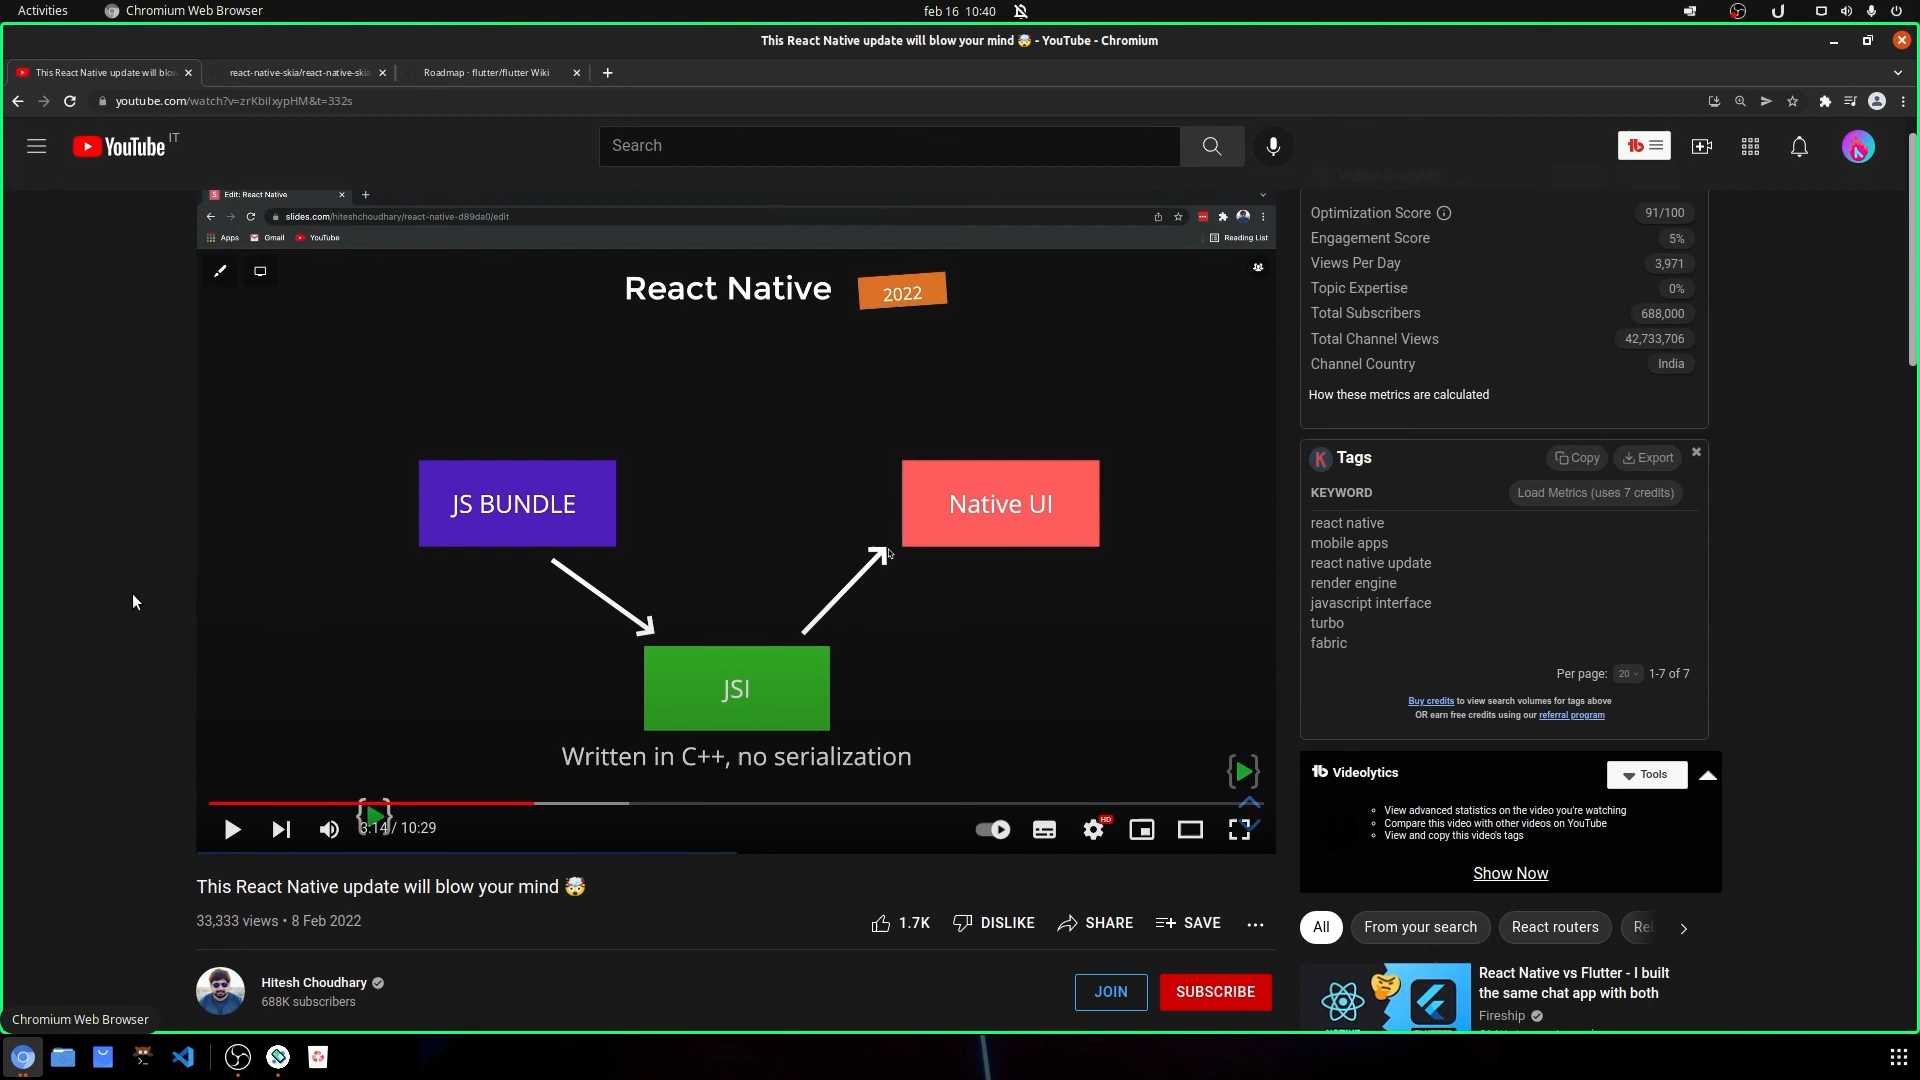 Activities
Chromium Web Browser
feb 16 10:40
This React Native update will blow your mind 🤯 - YouTube - Chromium
This React Native update will blow
react-native-skia/react-native-skia
Roadmap · flutter/flutter Wiki
youtube.com/watch?v=zrKbiIxypHM&t=332s
YouTube IT
Search
Edit: React Native
slides.com/hiteshchoudhary/react-native-d89da0/edit
Apps
Gmail
YouTube
Reading List
React Native
2022
JS BUNDLE
Native UI
JSI
Written in C++, no serialization
3:14 / 10:29
HD
This React Native update will blow your mind 🤯
33,333 views • 8 Feb 2022
1.7K
DISLIKE
SHARE
SAVE
Hitesh Choudhary
688K subscribers
JOIN
SUBSCRIBE
Optimization Score
91/100
Engagement Score
5%
Views Per Day
3,971
Topic Expertise
0%
Total Subscribers
688,000
Total Channel Views
42,733,706
Channel Country
India
How these metrics are calculated
K
Tags
Copy
Export
KEYWORD
Load Metrics (uses 7 credits)
react native
mobile apps
react native update
render engine
javascript interface
turbo
fabric
Per page:
20
1-7 of 7
Buy credits to view search volumes for tags above
OR earn free credits using our referral program
Videolytics
Tools
View advanced statistics on the video you're watching
Compare this video with other videos on YouTube
View and copy this video's tags
Show Now
All
From your search
React routers
Rel
React Native vs Flutter - I built
the same chat app with both
Fireship
Chromium Web Browser